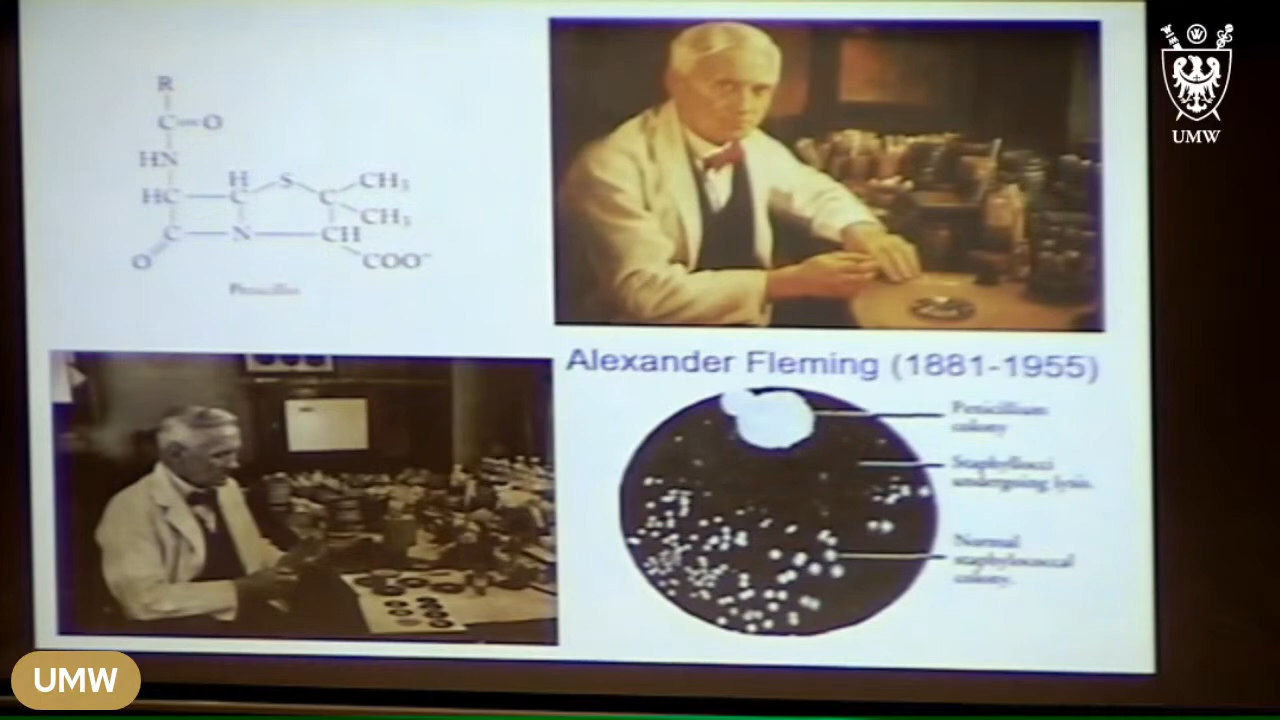 R
C=O
HN
H
S
CH₃
HC
C
C
CH₃
C
N
CH
O
COO⁻
Penicillin
Alexander Fleming (1881-1955)
Penicillium
colony
undergoing lysis.
Normal
staphylococcal
colony.
W
UMW
UMW